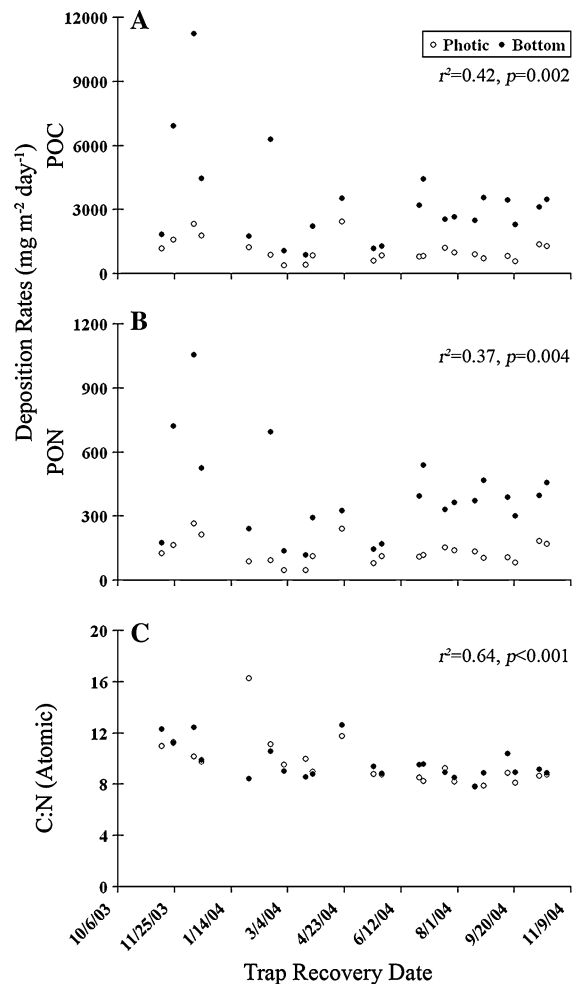 A
12000
9000
6000
3000
0
Photic Bottom
r²=0.42, p=0.002
Deposition Rates (mg m⁻² day⁻¹)
POC
B
1200
900
600
300
0
r²=0.37, p=0.004
PON
C
20
16
12
8
4
0
r²=0.64, p<0.001
C:N (Atomic)
10/6/03
11/25/03
1/14/04
3/4/04
4/23/04
6/12/04
8/1/04
9/20/04
11/9/04
Trap Recovery Date